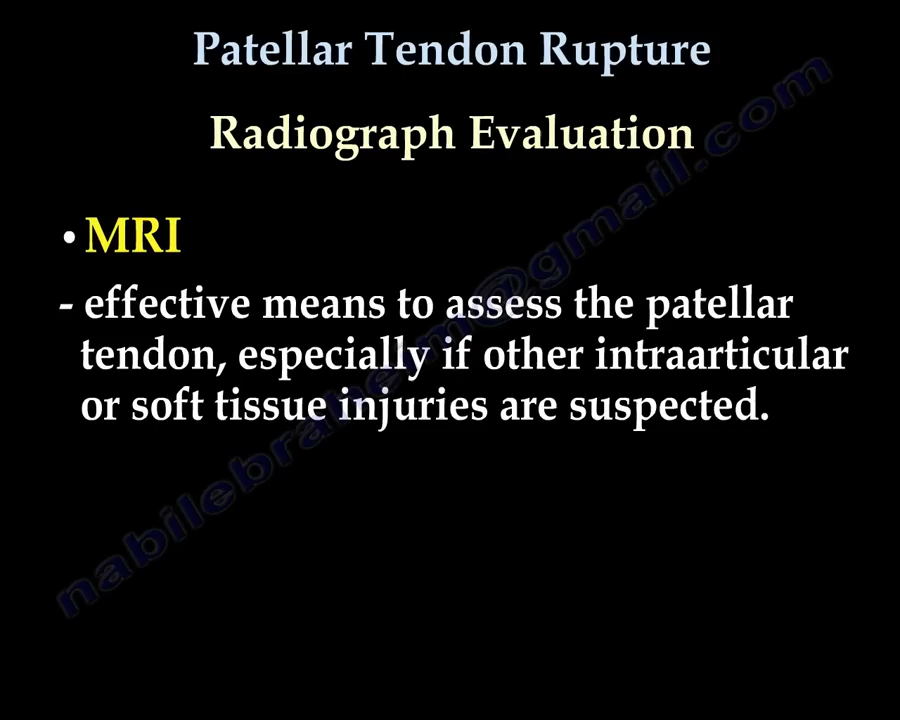 Patellar Tendon Rupture
Radiograph Evaluation
• MRI
- effective means to assess the patellar
tendon, especially if other intraarticular
or soft tissue injuries are suspected.
nabilebraheim@gmail.com